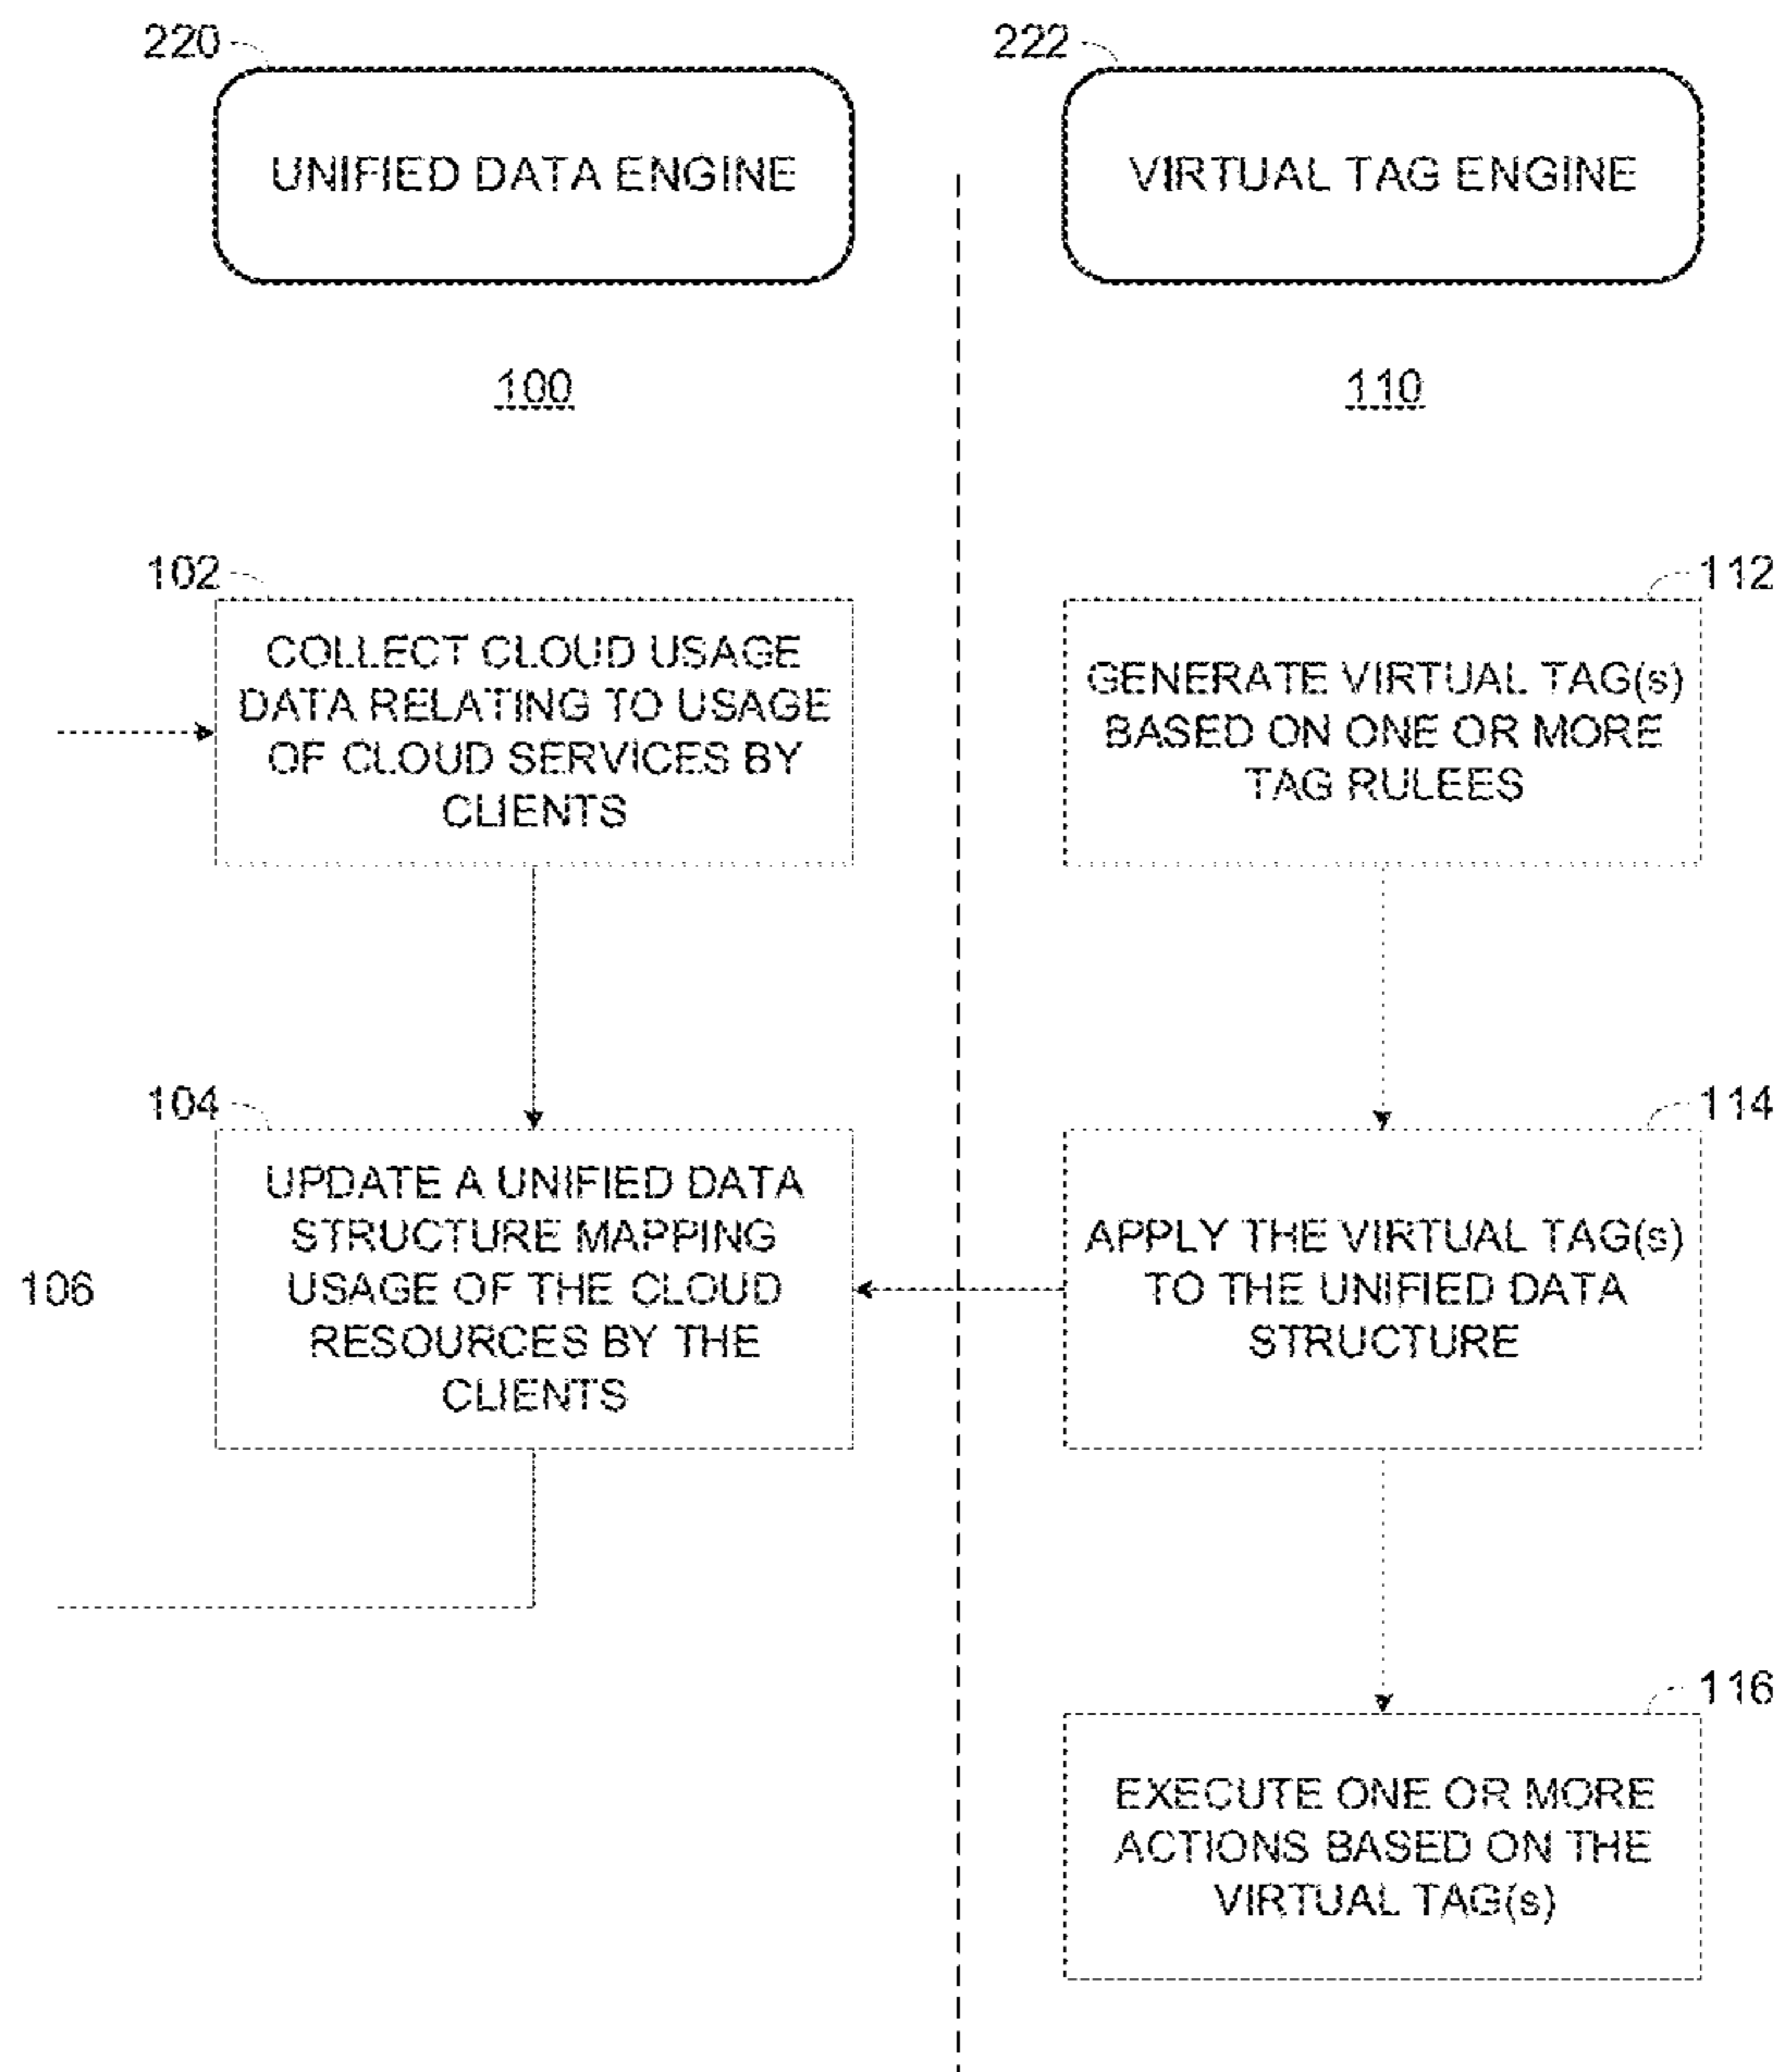 220
UNIFIED DATA ENGINE
100
102
COLLECT CLOUD USAGE
DATA RELATING TO USAGE
OF CLOUD SERVICES BY
CLIENTS
104
UPDATE A UNIFIED DATA
STRUCTURE MAPPING
USAGE OF THE CLOUD
RESOURCES BY THE
CLIENTS
106
222
VIRTUAL TAG ENGINE
110
112
GENERATE VIRTUAL TAG(s)
BASED ON ONE OR MORE
TAG RULEES
114
APPLY THE VIRTUAL TAG(s)
TO THE UNIFIED DATA
STRUCTURE
116
EXECUTE ONE OR MORE
ACTIONS BASED ON THE
VIRTUAL TAG(s)